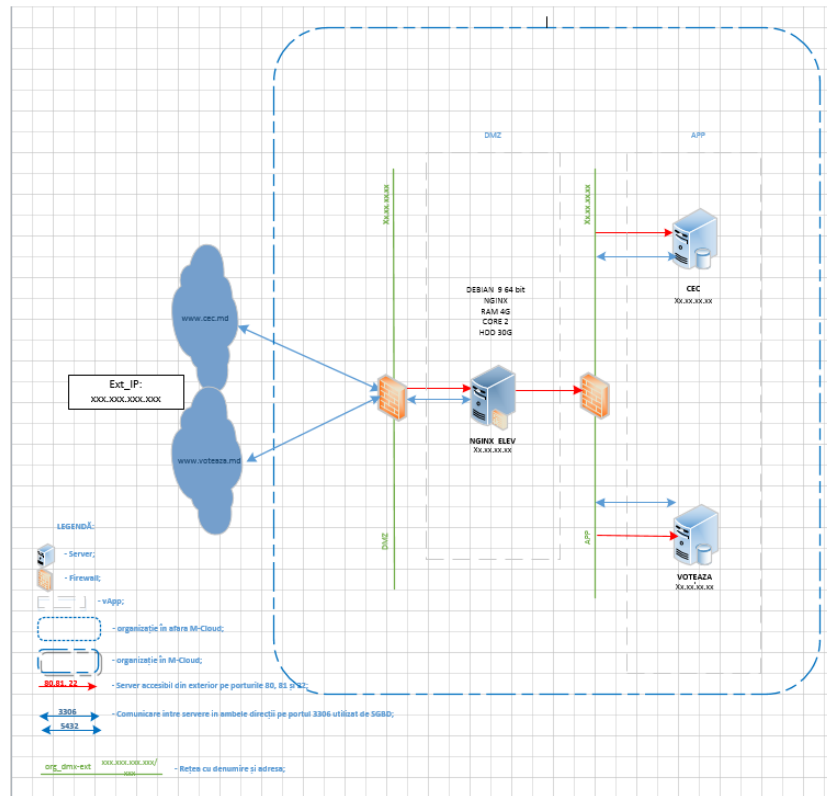 DMZ
APP
Xx.xx.xx.xx
Xx.xx.xx.xx
CEC
Xx.xx.xx.xx
DEBIAN 9 64 bit
NGINX
RAM 4G
CORE 2
HDD 30G
www.cec.md
Ext_IP:
xxx.xxx.xxx.xxx
NGINX ELEV
Xx.xx.xx.xx
www.voteaza.md
DMZ
APP
VOTEAZA
Xx.xx.xx.xx
LEGENDĂ:
- Server;
- Firewall;
- vApp;
- organizație în afara M-Cloud;
- organizație în M-Cloud;
80,81, 22 - Server accesibil din exterior pe porturile 80, 81 și 22;
3306 - Comunicare intre servere in ambele direcții pe portul 3306 utilizat de SGBD;
5432
org_dmx-ext xxx.xxx.xxx.xxx/
xxx - Rețea cu denumire și adresa;